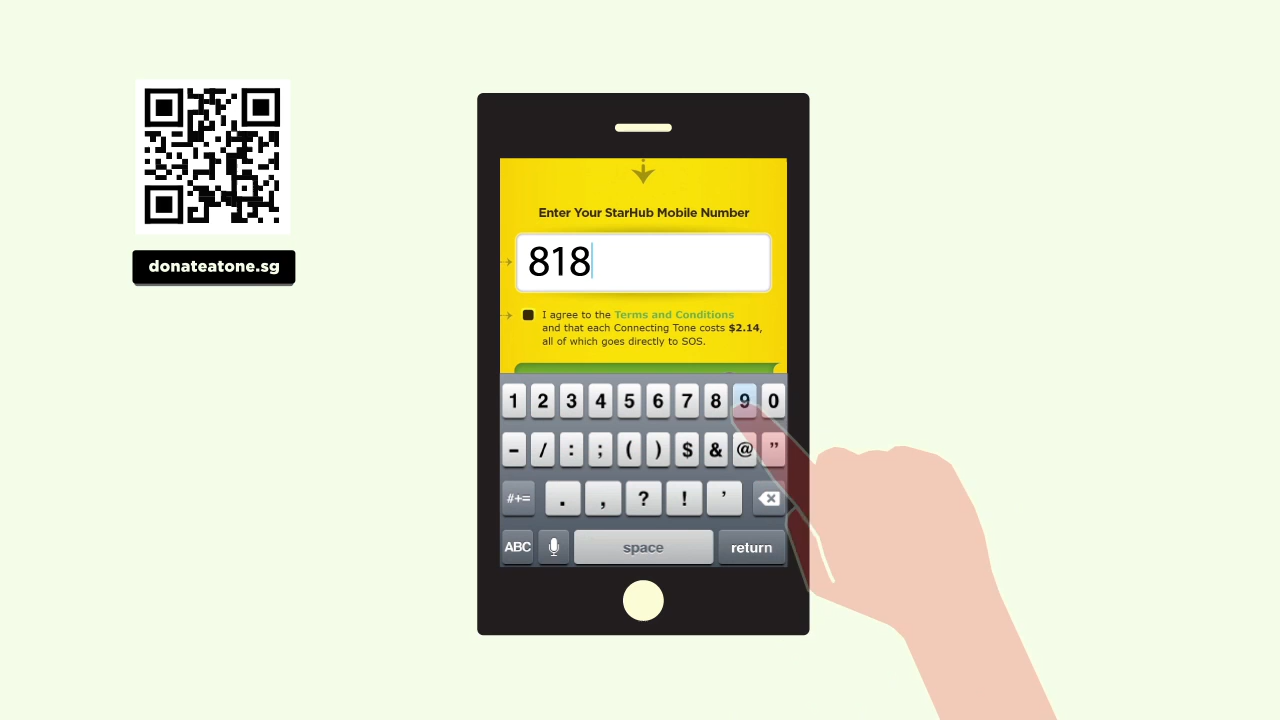 donateatone.sg
Enter Your StarHub Mobile Number
818
I agree to the Terms and Conditions
and that each Connecting Tone costs $2.14,
all of which goes directly to SOS.
1 2 3 4 5 6 7 8 9 0
- / : ; ( ) $ & @ "
#+= . , ? ! '
ABC space return